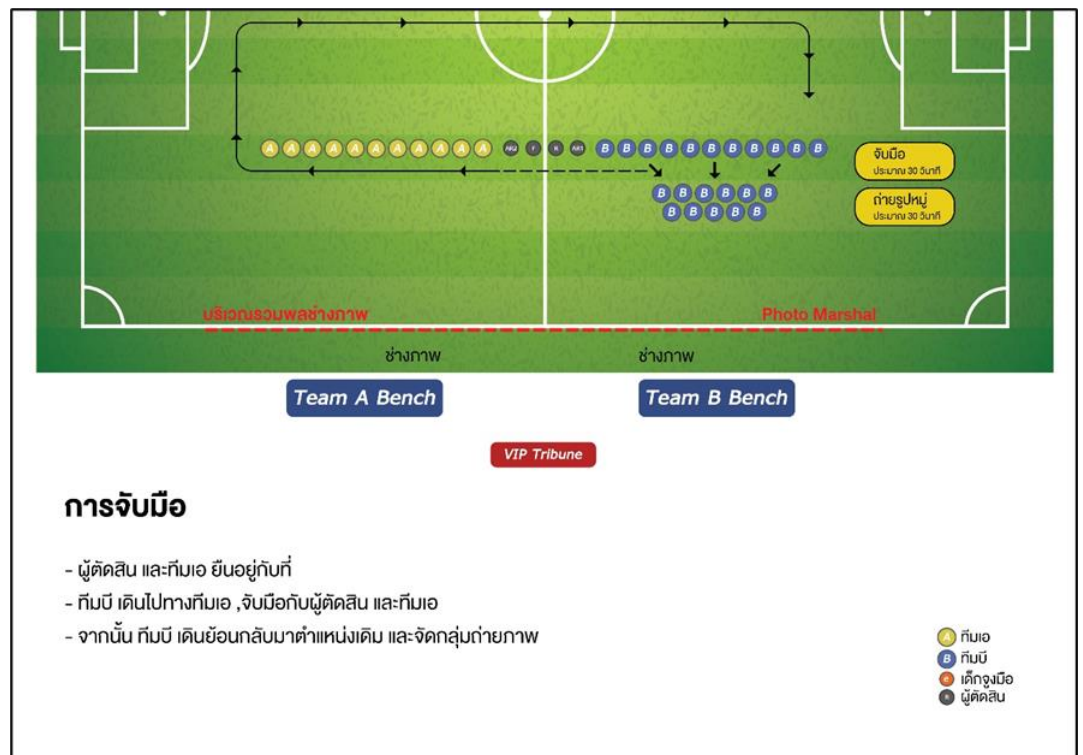 A A A A A A A A A A A AR2 F R AR1 B B B B B B B B B B B
จับมือ
ประมาณ 30 วินาที
B B B B B B
ถ่ายรูปหมู่
ประมาณ 30 วินาที
B B B B B
บริเวณรวมพลช่างภาพ Photo Marshal
ช่างภาพ ช่างภาพ
Team A Bench Team B Bench
VIP Tribune
การจับมือ
- ผู้ตัดสิน และทีมเอ ยืนอยู่กับที่
- ทีมบี เดินไปทางทีมเอ ,จับมือกับผู้ตัดสิน และทีมเอ
- จากนั้น ทีมบี เดินย้อนกลับมาตำแหน่งเดิม และจัดกลุ่มถ่ายภาพ
A ทีมเอ
B ทีมบี
e เด็กจูงมือ
R ผู้ตัดสิน